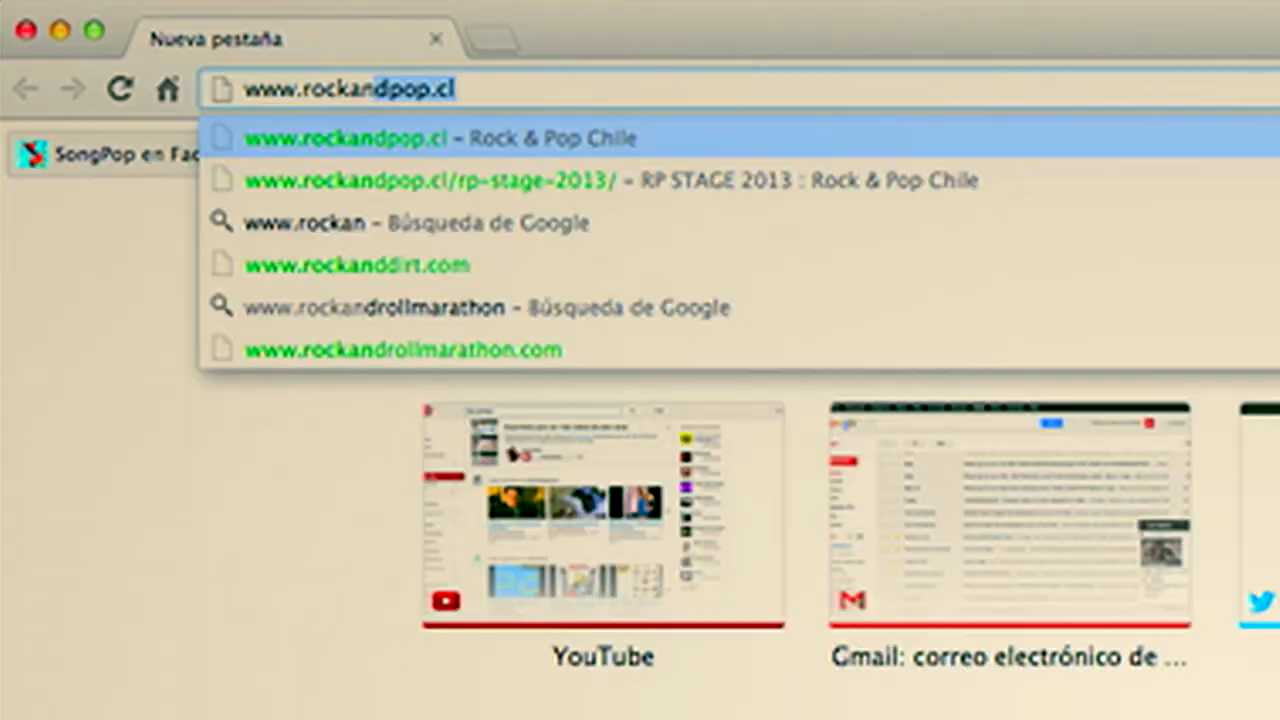 Nueva pestaña
www.rockandpop.cl
www.rockandpop.cl - Rock & Pop Chile
SongPop en Fac
www.rockandpop.cl/rp-stage-2013/ - RP STAGE 2013 : Rock & Pop Chile
www.rockan - Búsqueda de Google
www.rockanddirt.com
www.rockandrollmarathon - Búsqueda de Google
www.rockandrollmarathon.com
YouTube
Gmail: correo electrónico de ...